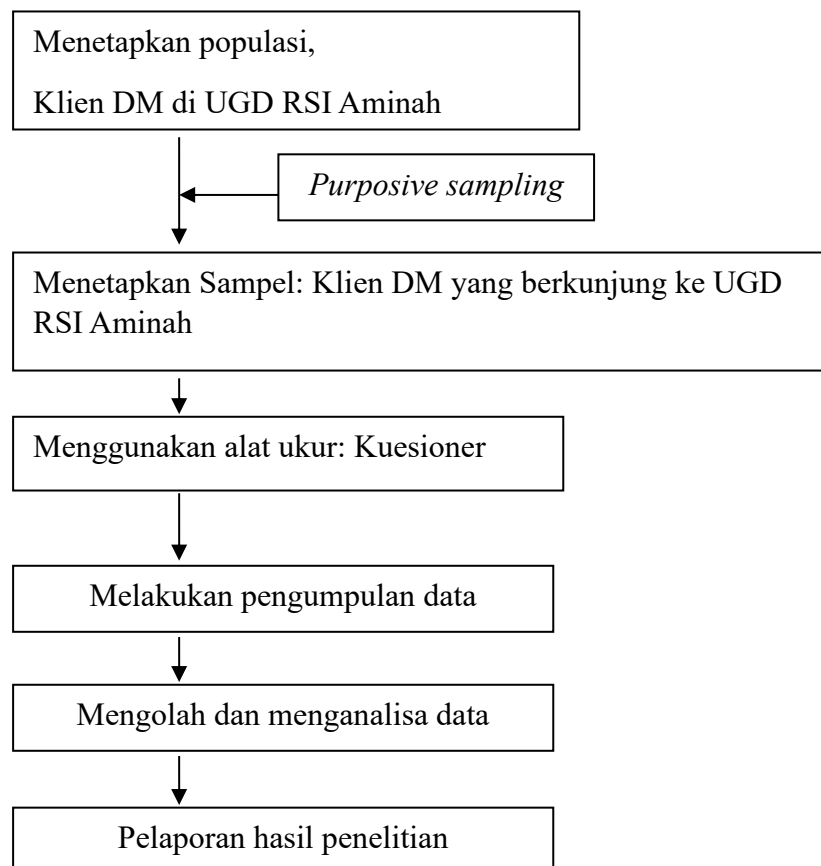 Menetapkan populasi,
Klien DM di UGD RSI Aminah
Purposive sampling
Menetapkan Sampel: Klien DM yang berkunjung ke UGD
RSI Aminah
Menggunakan alat ukur: Kuesioner
Melakukan pengumpulan data
Mengolah dan menganalisa data
Pelaporan hasil penelitian